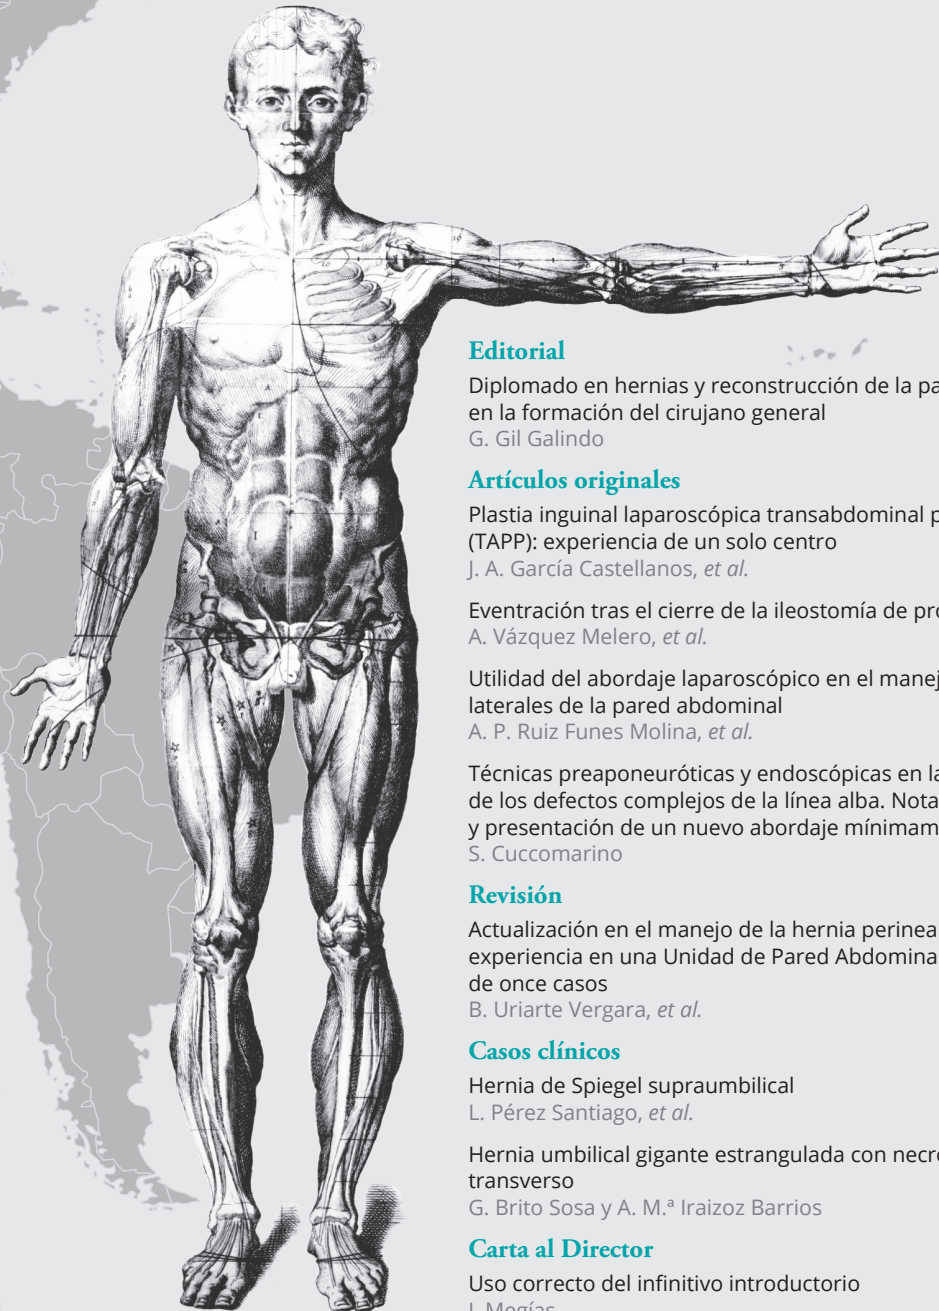 Editorial
Diplomado en hernias y reconstrucción de la pa
en la formación del cirujano general
G. Gil Galindo
Artículos originales
Plastia inguinal laparoscópica transabdominal p
(TAPP): experiencia de un solo centro
J. A. García Castellanos, et al.
Eventración tras el cierre de la ileostomía de pro
A. Vázquez Melero, et al.
Utilidad del abordaje laparoscópico en el manej
laterales de la pared abdominal
A. P. Ruiz Funes Molina, et al.
Técnicas preaponeuróticas y endoscópicas en la
de los defectos complejos de la línea alba. Nota
y presentación de un nuevo abordaje mínimam
S. Cuccomarino
Revisión
Actualización en el manejo de la hernia perinea
experiencia en una Unidad de Pared Abdomina
de once casos
B. Uriarte Vergara, et al.
Casos clínicos
Hernia de Spiegel supraumbilical
L. Pérez Santiago, et al.
Hernia umbilical gigante estrangulada con necro
transverso
G. Brito Sosa y A. M.ª Iraizoz Barrios
Carta al Director
Uso correcto del infinitivo introductorio
I. Megías